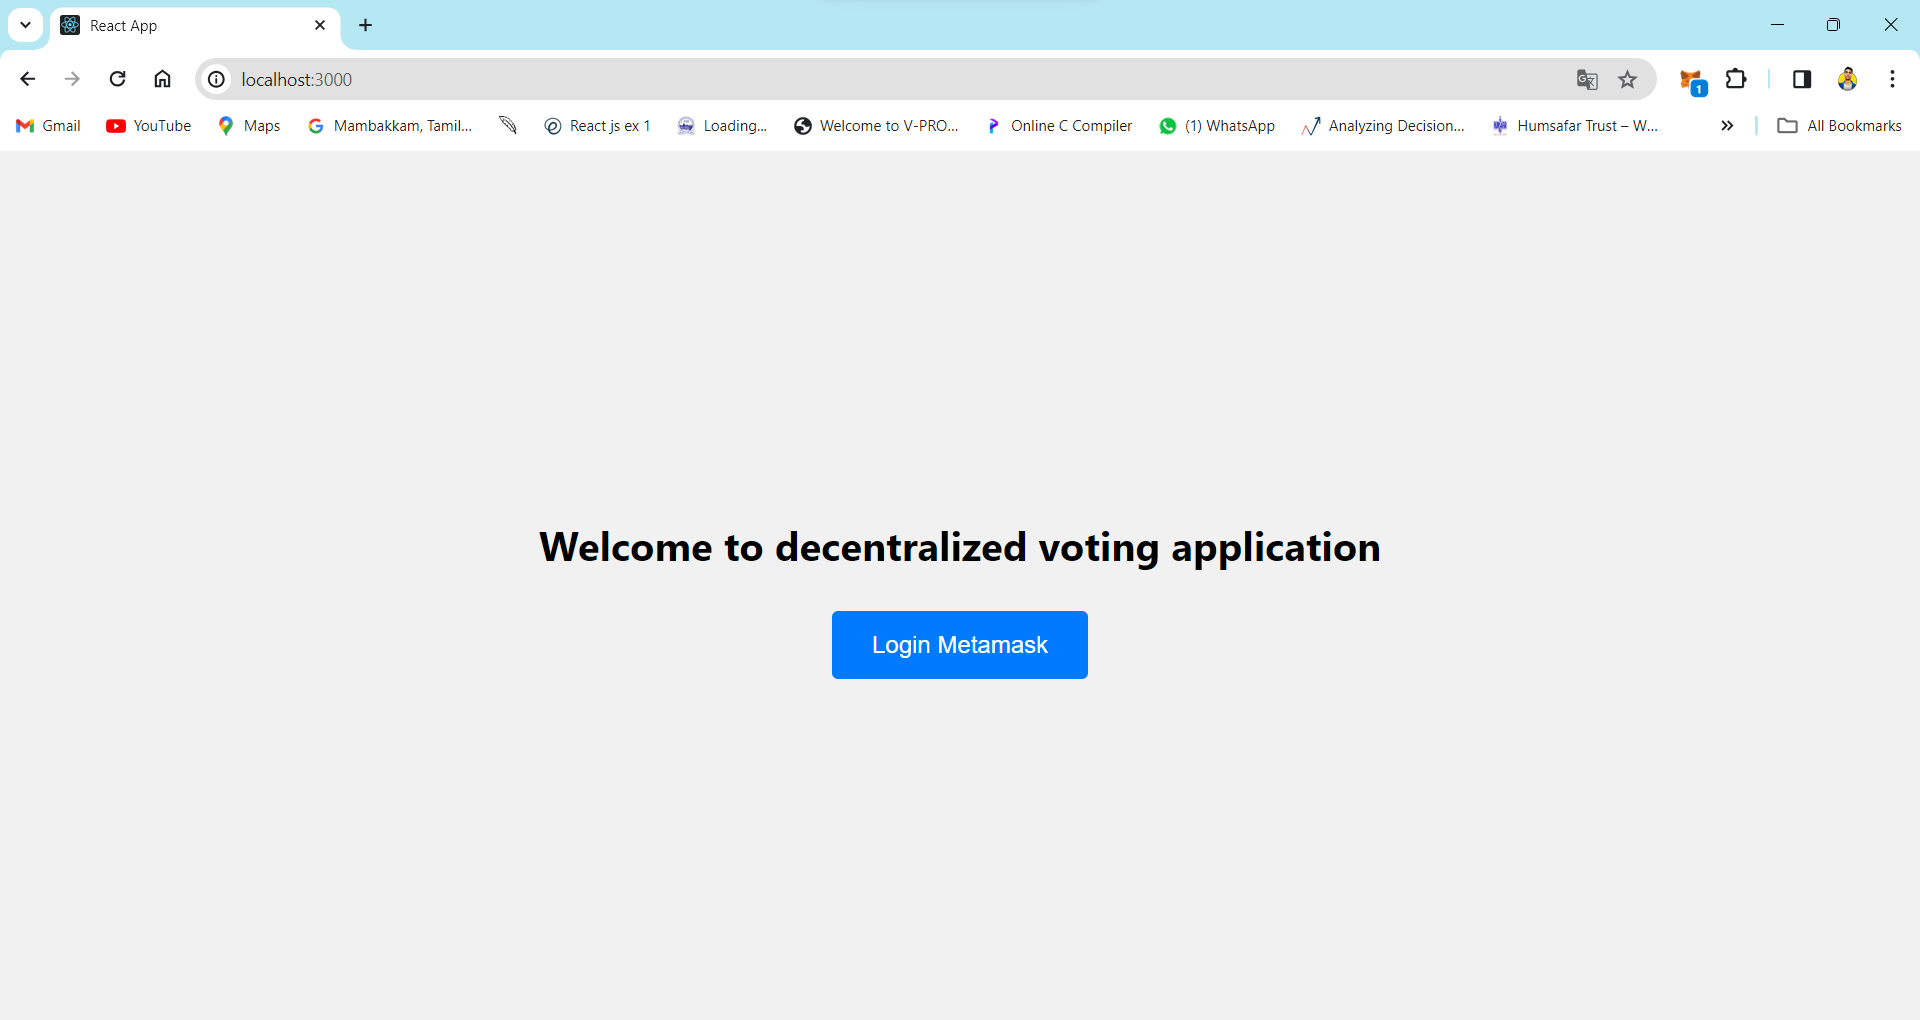 React App
localhost:3000
1
Gmail YouTube Maps Mambakkam, Tamil... React js ex 1 Loading... Welcome to V-PRO... Online C Compiler (1) WhatsApp Analyzing Decision... Humsafar Trust – W... All Bookmarks
Welcome to decentralized voting application
Login Metamask